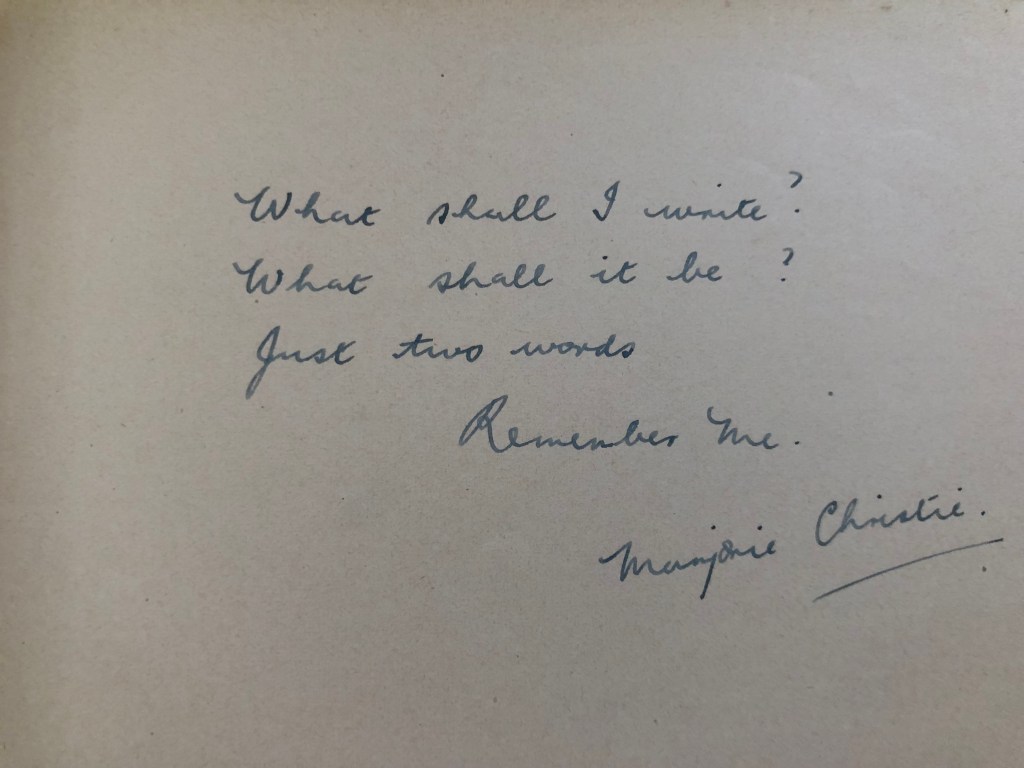 What shall I write?
What shall it be?
Just two words
Remember Me.
Marjorie Christie.